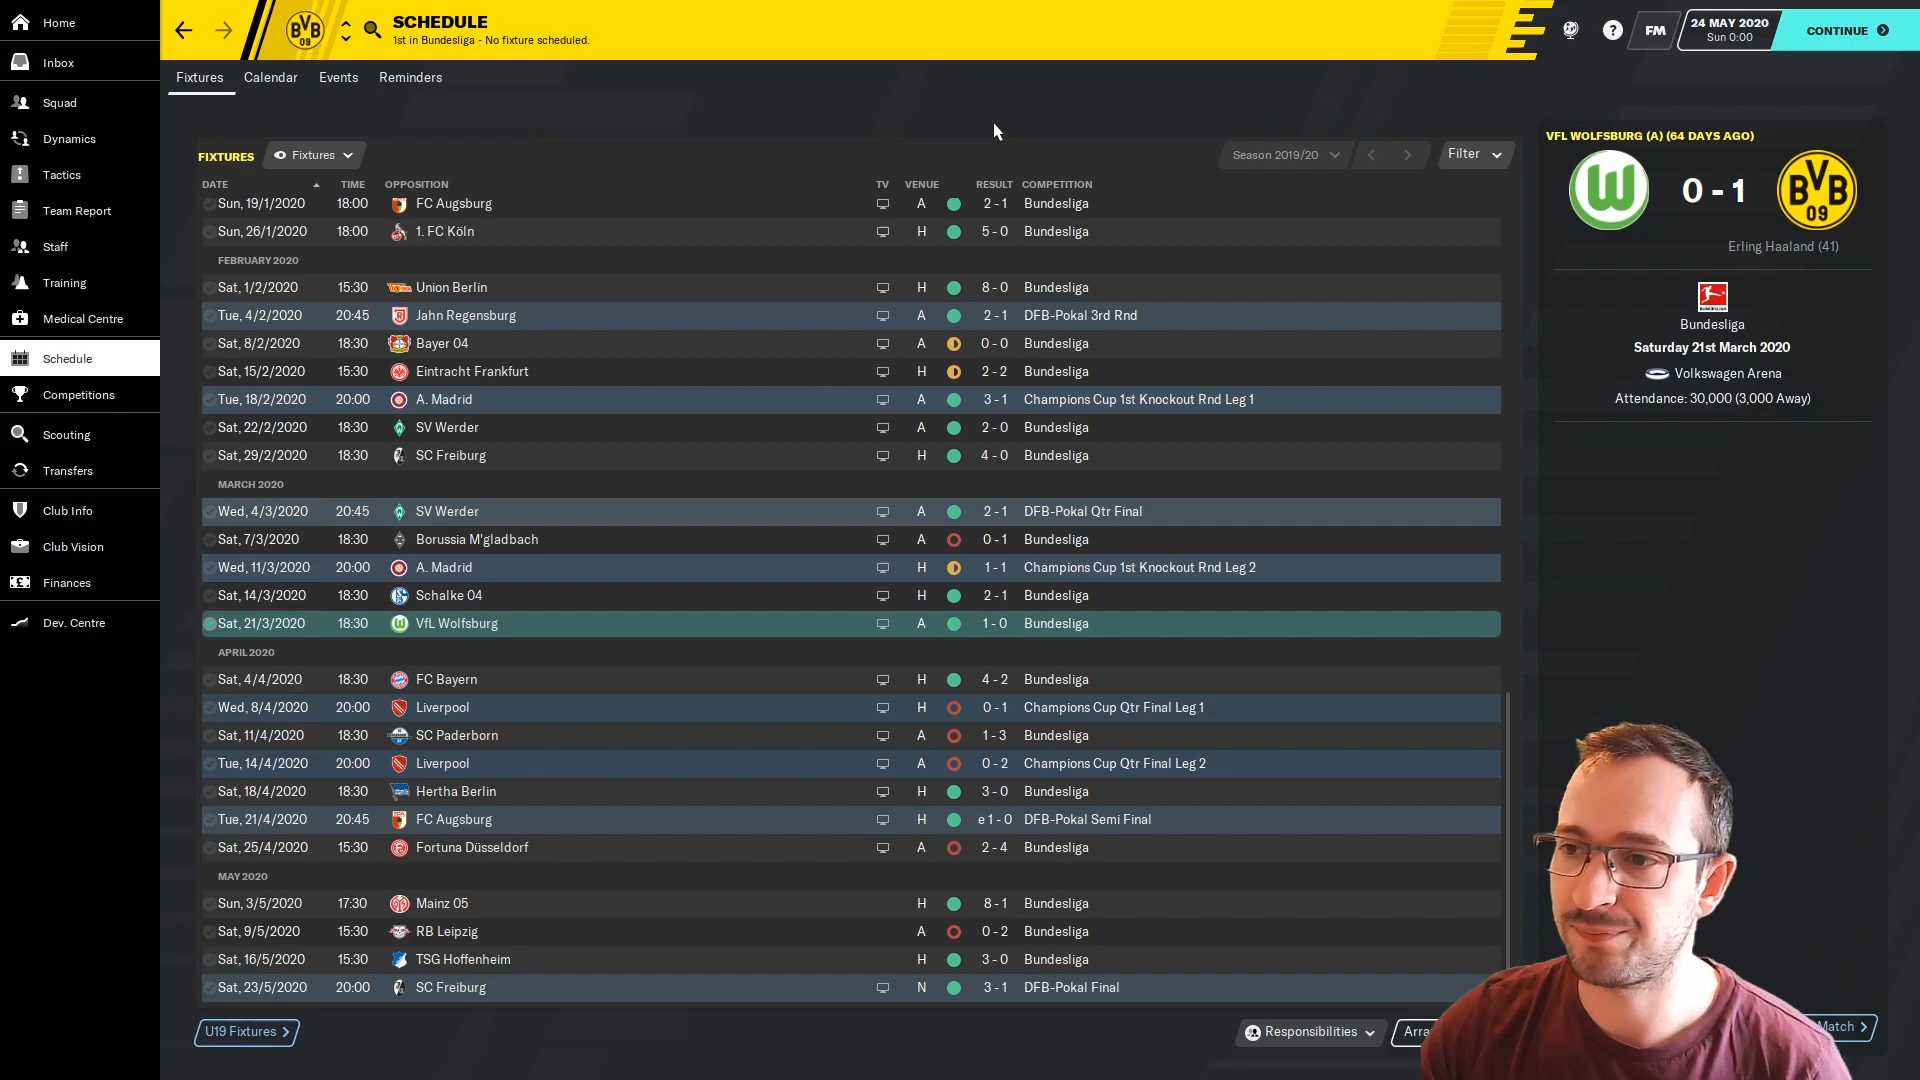 Home
Inbox
Squad
Dynamics
Tactics
Team Report
Staff
Training
Medical Centre
Schedule
Competitions
Scouting
Transfers
Club Info
Club Vision
Finances
Dev. Centre
BVB 09
SCHEDULE
1st in Bundesliga - No fixture scheduled.
FM
24 MAY 2020
Sun 0:00
CONTINUE
Fixtures Calendar Events Reminders
FIXTURES Fixtures Season 2019/20 Filter
DATE TIME OPPOSITION TV VENUE RESULT COMPETITION
Sun, 19/1/2020 18:00 FC Augsburg A 2 - 1 Bundesliga
Sun, 26/1/2020 18:00 1. FC Köln H 5 - 0 Bundesliga
FEBRUARY 2020
Sat, 1/2/2020 15:30 Union Berlin H 8 - 0 Bundesliga
Tue, 4/2/2020 20:45 Jahn Regensburg A 2 - 1 DFB-Pokal 3rd Rnd
Sat, 8/2/2020 18:30 Bayer 04 A 0 - 0 Bundesliga
Sat, 15/2/2020 15:30 Eintracht Frankfurt H 2 - 2 Bundesliga
Tue, 18/2/2020 20:00 A. Madrid A 3 - 1 Champions Cup 1st Knockout Rnd Leg 1
Sat, 22/2/2020 18:30 SV Werder A 2 - 0 Bundesliga
Sat, 29/2/2020 18:30 SC Freiburg H 4 - 0 Bundesliga
MARCH 2020
Wed, 4/3/2020 20:45 SV Werder A 2 - 1 DFB-Pokal Qtr Final
Sat, 7/3/2020 18:30 Borussia M'gladbach A 0 - 1 Bundesliga
Wed, 11/3/2020 20:00 A. Madrid H 1 - 1 Champions Cup 1st Knockout Rnd Leg 2
Sat, 14/3/2020 18:30 Schalke 04 H 2 - 1 Bundesliga
Sat, 21/3/2020 18:30 VfL Wolfsburg A 1 - 0 Bundesliga
APRIL 2020
Sat, 4/4/2020 18:30 FC Bayern H 4 - 2 Bundesliga
Wed, 8/4/2020 20:00 Liverpool H 0 - 1 Champions Cup Qtr Final Leg 1
Sat, 11/4/2020 18:30 SC Paderborn A 1 - 3 Bundesliga
Tue, 14/4/2020 20:00 Liverpool A 0 - 2 Champions Cup Qtr Final Leg 2
Sat, 18/4/2020 18:30 Hertha Berlin H 3 - 0 Bundesliga
Tue, 21/4/2020 20:45 FC Augsburg H e 1 - 0 DFB-Pokal Semi Final
Sat, 25/4/2020 15:30 Fortuna Düsseldorf A 2 - 4 Bundesliga
MAY 2020
Sun, 3/5/2020 17:30 Mainz 05 H 8 - 1 Bundesliga
Sat, 9/5/2020 15:30 RB Leipzig A 0 - 2 Bundesliga
Sat, 16/5/2020 15:30 TSG Hoffenheim H 3 - 0 Bundesliga
Sat, 23/5/2020 20:00 SC Freiburg N 3 - 1 DFB-Pokal Final
U19 Fixtures Responsibilities Match
VFL WOLFSBURG (A) (64 DAYS AGO)
W 0 - 1 BVB 09
Erling Haaland (41)
BUNDESLIGA
Bundesliga
Saturday 21st March 2020
Volkswagen Arena
Attendance: 30,000 (3,000 Away)